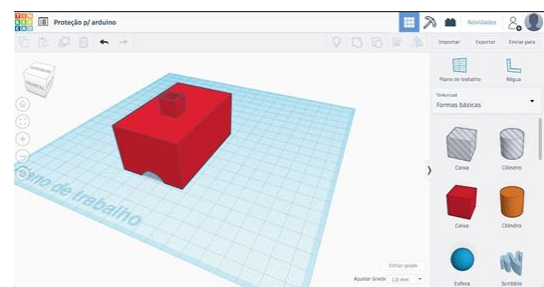 TIN
KER
CAD
Proteção p/ arduino
Novidades
Importar
Exportar
Enviar para
Plano de trabalho
Régua
Tinkercad
Formas básicas
Caixa
Cilindro
Caixa
Cilindro
Esfera
Scribble
Plano de trabalho
Editar grade
Ajustar Grade 1,0 mm